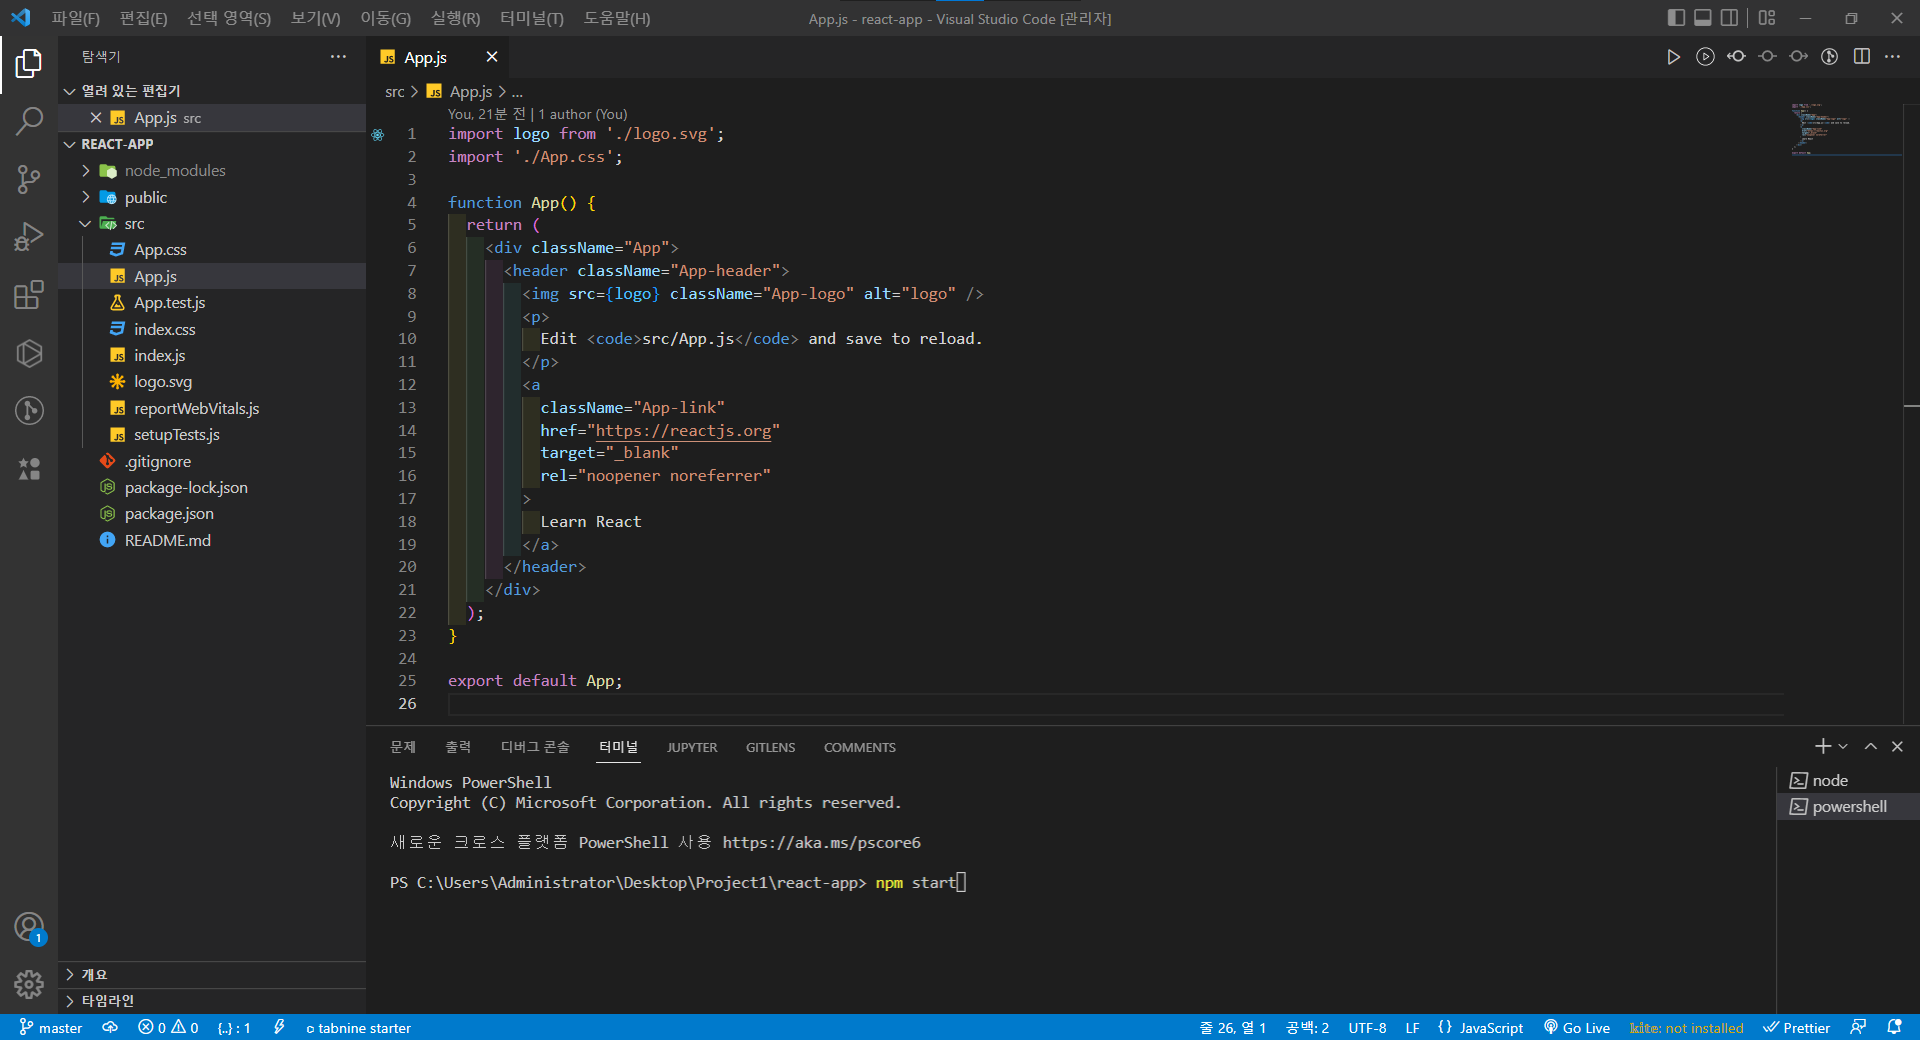 파일(F) 편집(E) 선택 영역(S) 보기(V) 이동(G) 실행(R) 터미널(T) 도움말(H)
App.js - react-app - Visual Studio Code [관리자]
탐색기
열려 있는 편집기
App.js src
REACT-APP
node_modules
public
src
App.css
App.js
App.test.js
index.css
index.js
logo.svg
reportWebVitals.js
setupTests.js
.gitignore
package-lock.json
package.json
README.md
개요
타임라인
App.js
src > App.js > ...
You, 21분 전 | 1 author (You)
1 import logo from './logo.svg';
2 import './App.css';
3
4 function App() {
5 return (
6 <div className="App">
7 <header className="App-header">
8 <img src={logo} className="App-logo" alt="logo" />
9 <p>
10 Edit <code>src/App.js</code> and save to reload.
11 </p>
12 <a
13 className="App-link"
14 href="https://reactjs.org"
15 target="_blank"
16 rel="noopener noreferrer"
17 >
18 Learn React
19 </a>
20 </header>
21 </div>
22 );
23 }
24
25 export default App;
26
문제 출력 디버그 콘솔 터미널 JUPYTER GITLENS COMMENTS
Windows PowerShell
Copyright (C) Microsoft Corporation. All rights reserved.
새로운 크로스 플랫폼 PowerShell 사용 https://aka.ms/pscore6
PS C:\Users\Administrator\Desktop\Project1\react-app> npm start
node
powershell
1
master 0 0 {..} : 1 tabnine starter
줄 26, 열 1 공백: 2 UTF-8 LF {} JavaScript Go Live kite: not installed Prettier